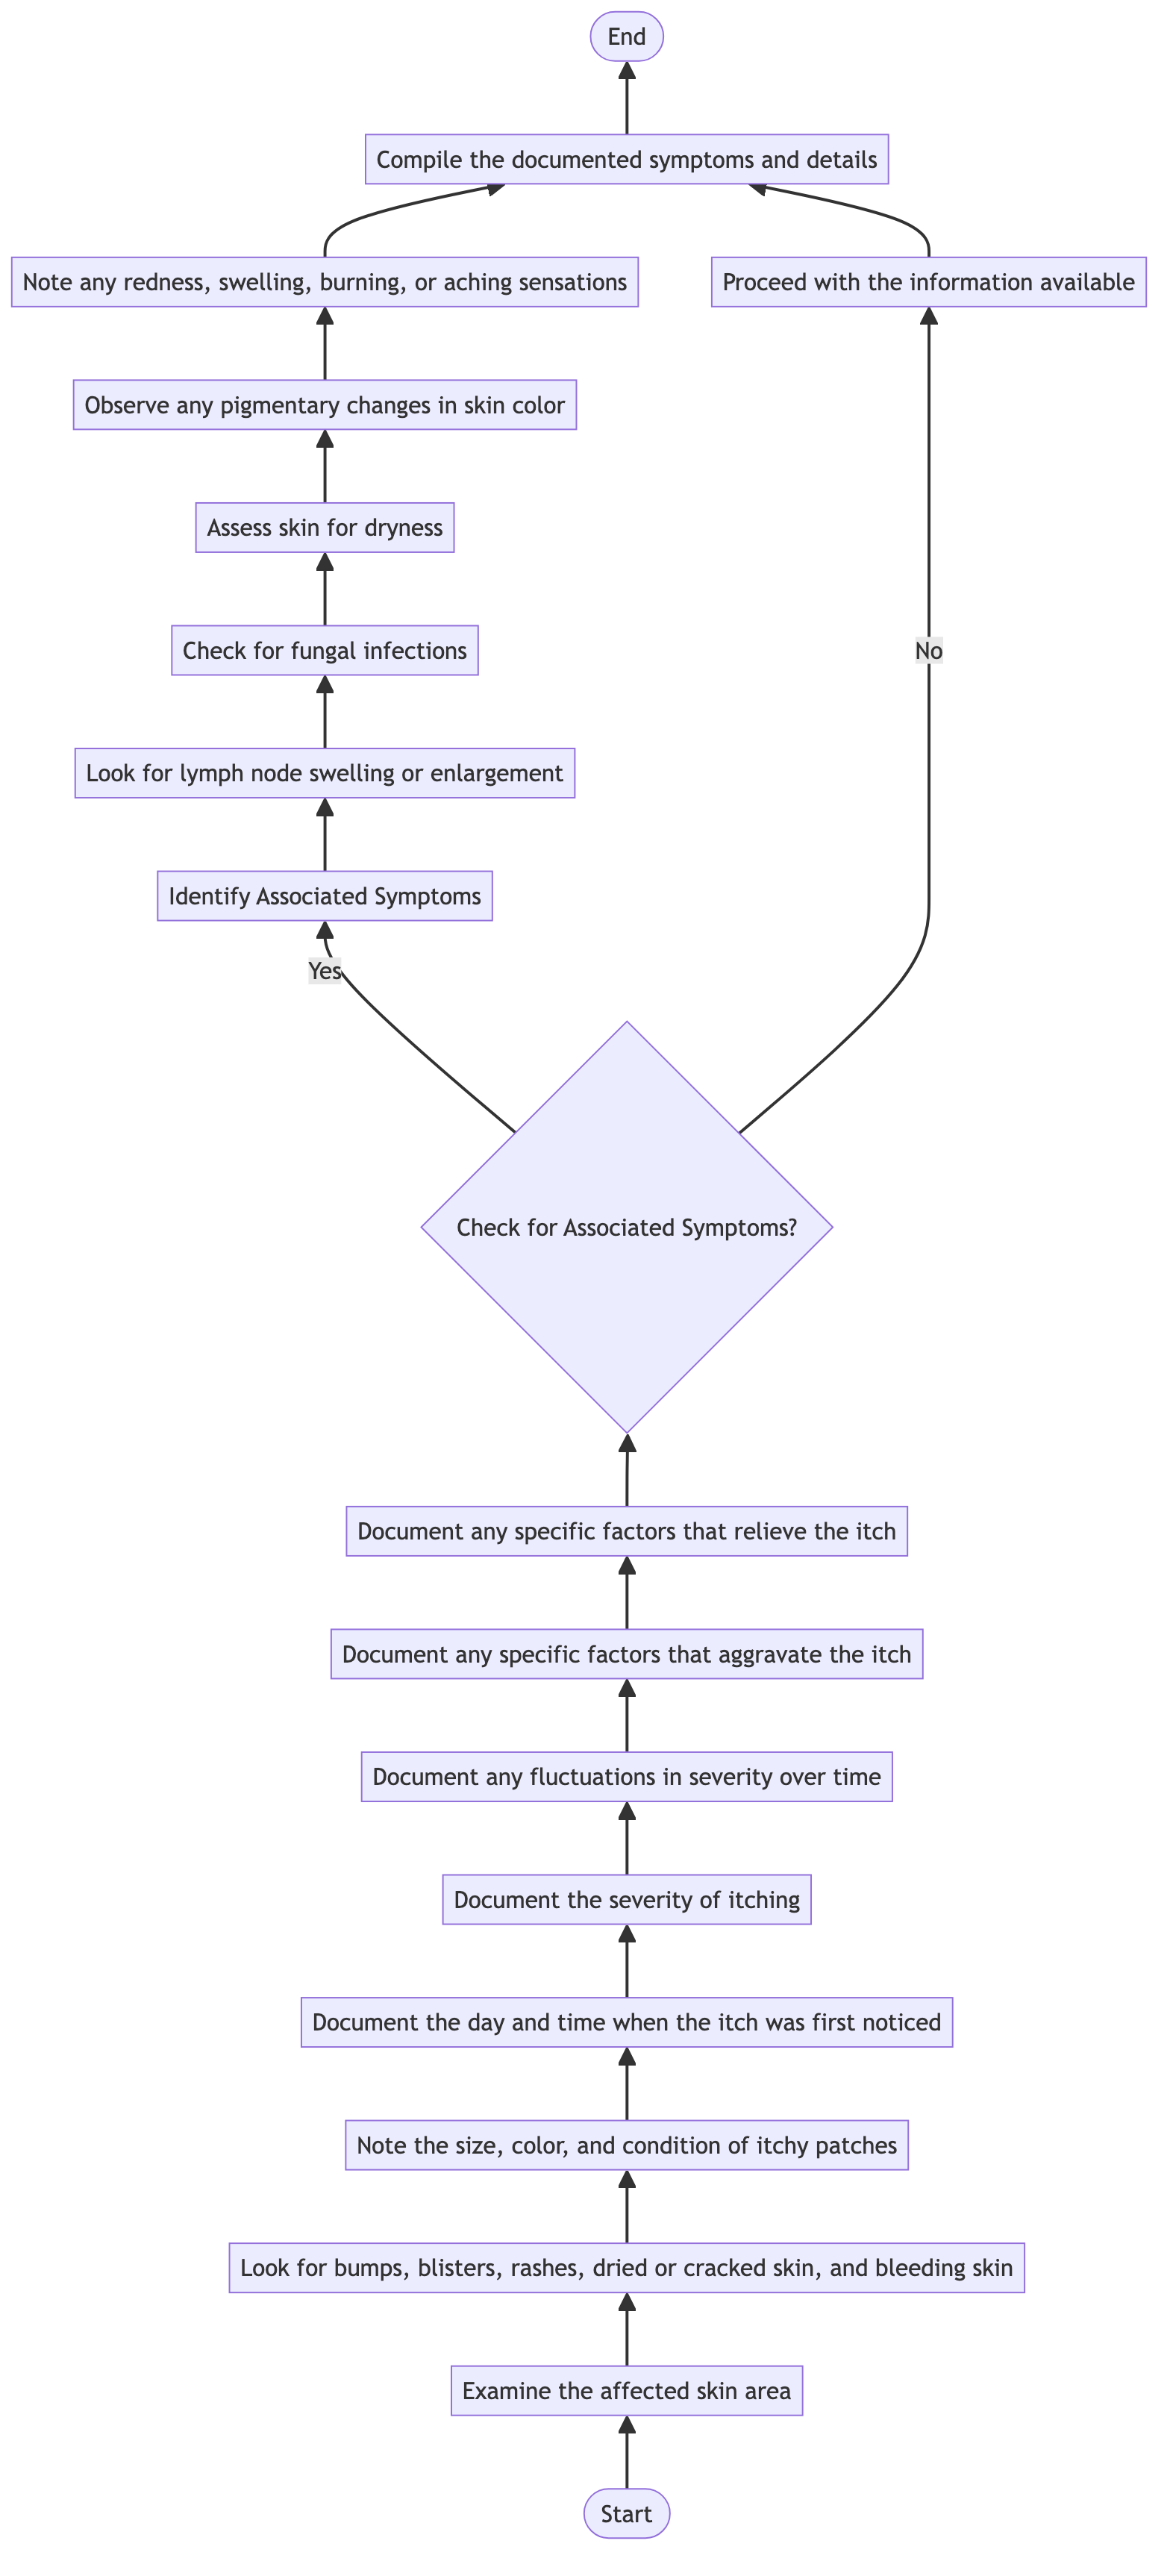 End
Compile the documented symptoms and details
Note any redness, swelling, burning, or aching sensations
Proceed with the information available
Observe any pigmentary changes in skin color
Assess skin for dryness
Check for fungal infections
No
Look for lymph node swelling or enlargement
Identify Associated Symptoms
Yes
Check for Associated Symptoms?
Document any specific factors that relieve the itch
Document any specific factors that aggravate the itch
Document any fluctuations in severity over time
Document the severity of itching
Document the day and time when the itch was first noticed
Note the size, color, and condition of itchy patches
Look for bumps, blisters, rashes, dried or cracked skin, and bleeding skin
Examine the affected skin area
Start